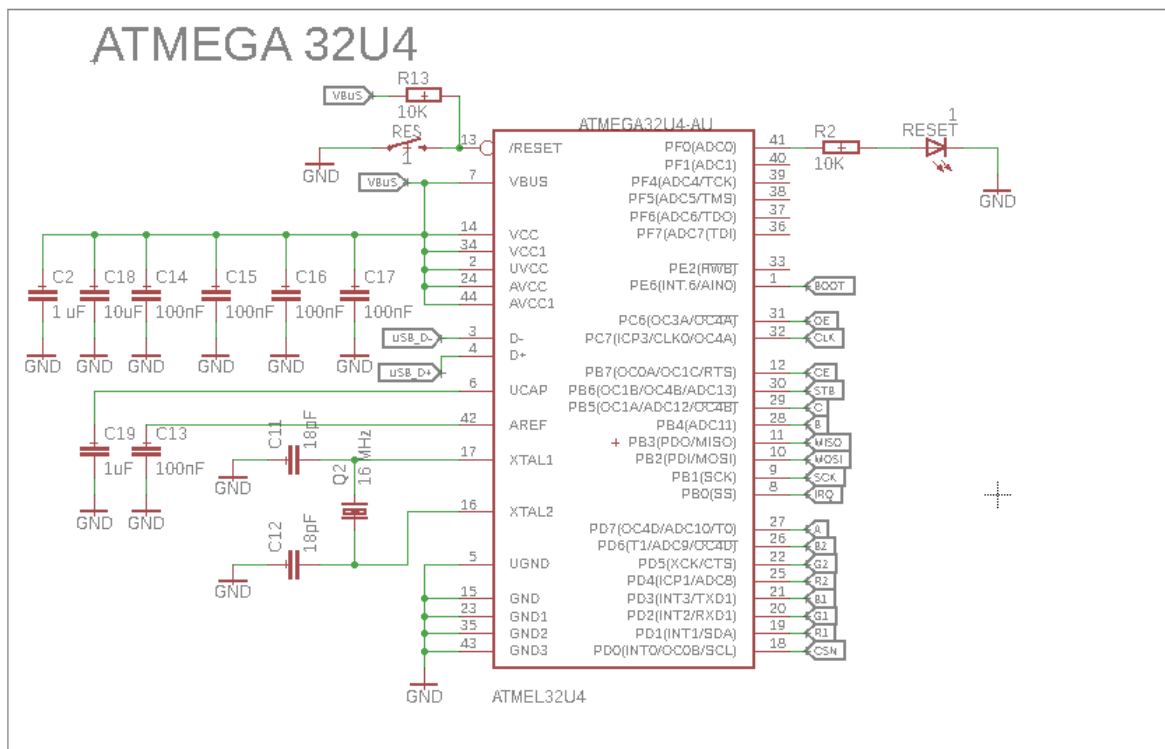 ATMEGA 32U4
R13
VBUS
10K
RES
1
GND
13
/RESET
VBUS
7
VBUS
14
VCC
34
VCC1
2
UVCC
24
AVCC
44
AVCC1
C2
1 uF
GND
C18
10uF
GND
C14
100nF
GND
C15
100nF
GND
C16
100nF
GND
C17
100nF
GND
USB_D-
3
D-
USB_D+
4
D+
6
UCAP
42
AREF
C19
1uF
GND
C13
100nF
GND
C11
18pF
GND
17
XTAL1
Q2
16 MHz
16
XTAL2
C12
18pF
GND
5
UGND
15
GND
23
GND1
35
GND2
43
GND3
GND
ATMEGA32U4-AU
PF0(ADC0)
41
PF1(ADC1)
40
PF4(ADC4/TCK)
39
PF5(ADC5/TMS)
38
PF6(ADC6/TDO)
37
PF7(ADC7(TDI)
36
PE2(HWB)
33
PE6(INT.6/AIN0)
1
BOOT
PC6(OC3A/OC4A)
31
OE
PC7(ICP3/CLK0/OC4A)
32
CLK
PB7(OC0A/OC1C/RTS)
12
CE
PB6(OC1B/OC4B/ADC13)
30
STB
PB5(OC1A/ADC12/OC4B)
29
C
PB4(ADC11)
28
B
PB3(PDO/MISO)
11
MISO
PB2(PDI/MOSI)
10
MOSI
PB1(SCK)
9
SCK
PB0(SS)
8
IRQ
PD7(OC4D/ADC10/T0)
27
A
PD6(T1/ADC9/OC4D)
26
B2
PD5(XCK/CTS)
22
G2
PD4(ICP1/ADC8)
25
R2
PD3(INT3/TXD1)
21
B1
PD2(INT2/RXD1)
20
G1
PD1(INT1/SDA)
19
R1
PD0(INT0/OC0B/SCL)
18
CSN
ATMEL32U4
R2
10K
1
RESET
GND